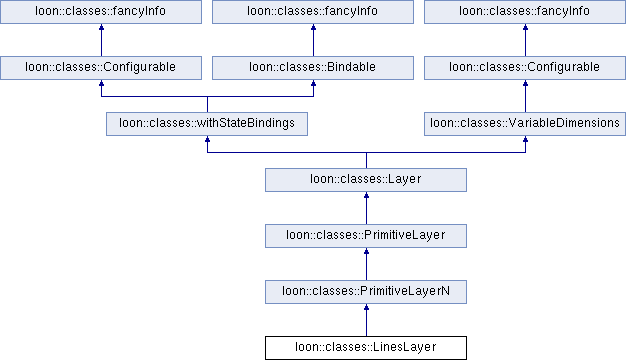 loon::classes::fancyInfo
loon::classes::fancyInfo
loon::classes::fancyInfo
loon::classes::Configurable
loon::classes::Bindable
loon::classes::Configurable
loon::classes::withStateBindings
loon::classes::VariableDimensions
loon::classes::Layer
loon::classes::PrimitiveLayer
loon::classes::PrimitiveLayerN
loon::classes::LinesLayer